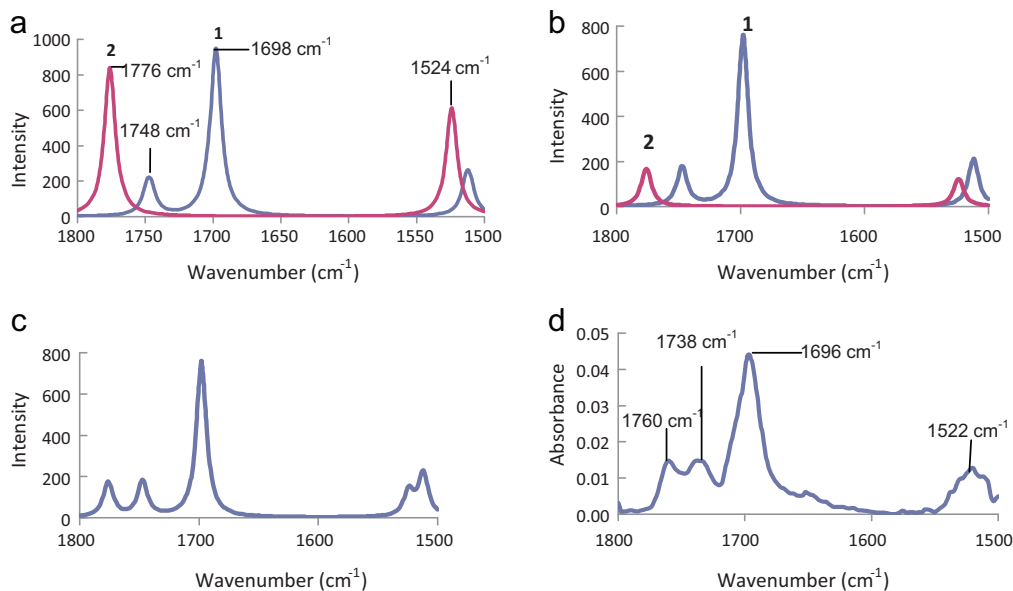 a
1000
800
600
400
200
0
Intensity
2
1776 cm⁻¹
1748 cm⁻¹
1
1698 cm⁻¹
1524 cm⁻¹
1800 1750 1700 1650 1600 1550 1500
Wavenumber (cm⁻¹)
b
800
600
400
200
0
Intensity
2
1
1800 1700 1600 1500
Wavenumber (cm⁻¹)
c
800
600
400
200
0
Intensity
1800 1700 1600 1500
Wavenumber (cm⁻¹)
d
0.05
0.04
0.03
0.02
0.01
0.00
Absorbance
1738 cm⁻¹
1696 cm⁻¹
1760 cm⁻¹
1522 cm⁻¹
1800 1700 1600 1500
Wavenumber (cm⁻¹)